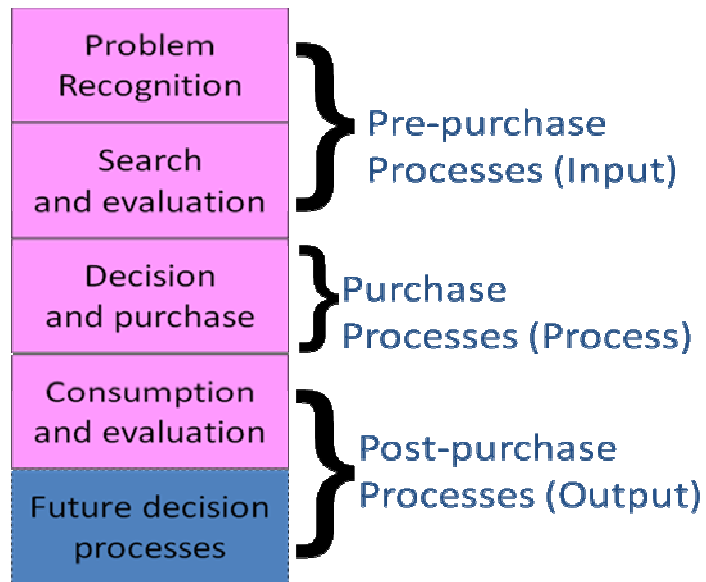 Problem
Recognition
Search
and evaluation
Pre-purchase
Processes (Input)
Decision
and purchase
Purchase
Processes (Process)
Consumption
and evaluation
Future decision
processes
Post-purchase
Processes (Output)